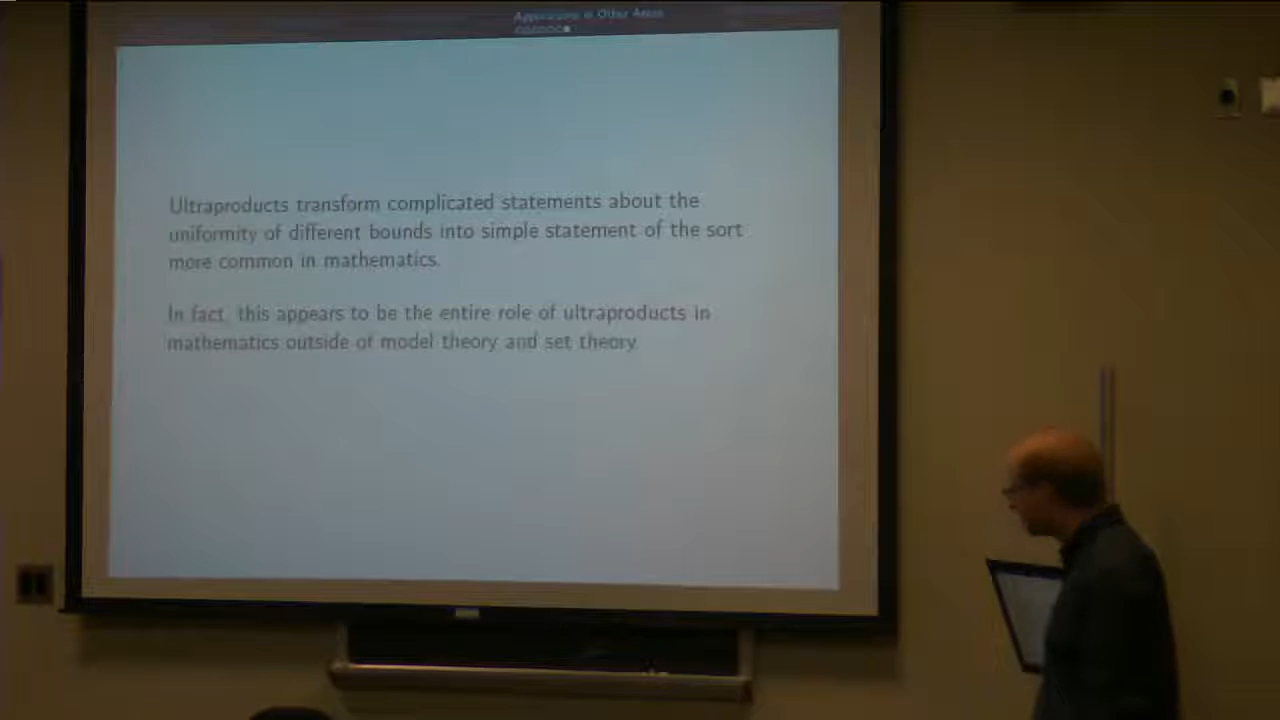 Applications in Other Areas
Ultraproducts transform complicated statements about the
uniformity of different bounds into simple statement of the sort
more common in mathematics.
In fact, this appears to be the entire role of ultraproducts in
mathematics outside of model theory and set theory